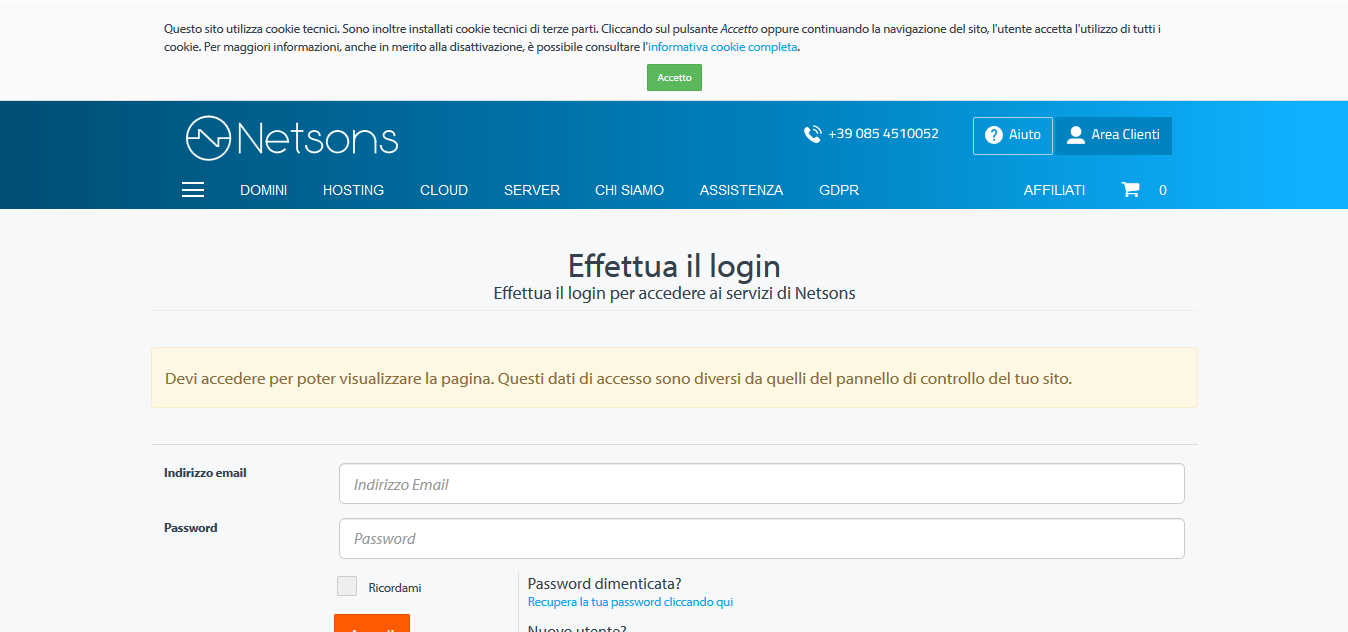 Questo sito utilizza cookie tecnici. Sono inoltre installati cookie tecnici di terze parti. Cliccando sul pulsante Accetto oppure continuando la navigazione del sito, l'utente accetta l'utilizzo di tutti i
cookie. Per maggiori informazioni, anche in merito alla disattivazione, è possibile consultare l'informativa cookie completa.
Accetto
Netsons
+39 085 4510052
Aiuto
Area Clienti
DOMINI
HOSTING
CLOUD
SERVER
CHI SIAMO
ASSISTENZA
GDPR
AFFILIATI
0
Effettua il login
Effettua il login per accedere ai servizi di Netsons
Devi accedere per poter visualizzare la pagina. Questi dati di accesso sono diversi da quelli del pannello di controllo del tuo sito.
Indirizzo email
Indirizzo Email
Password
Password
Ricordami
Password dimenticata?
Recupera la tua password cliccando qui
Nuovo utente?